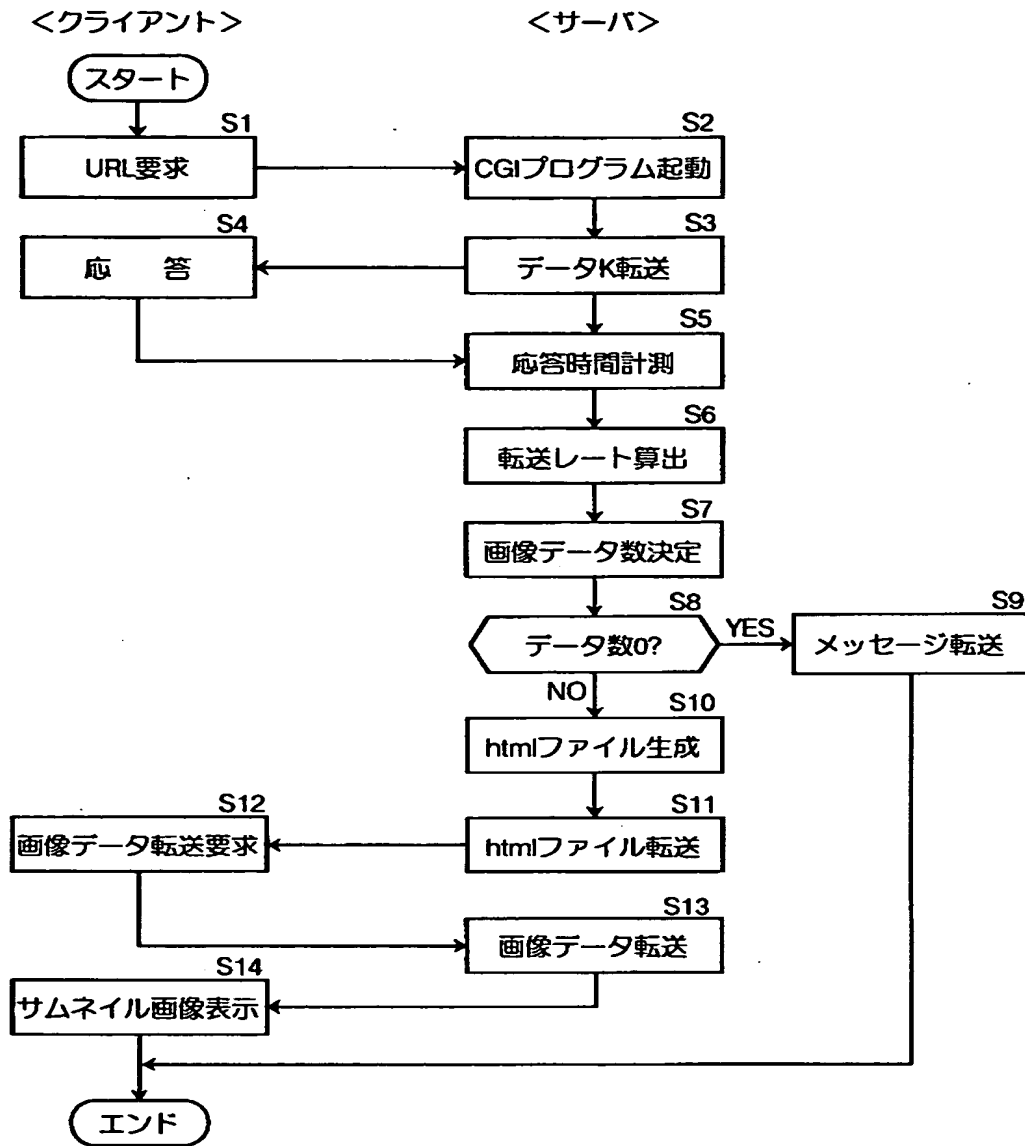 <クライアント>
<サーバ>
スタート
S1
URL要求
S2
CGIプログラム起動
S3
データK転送
S4
応 答
S5
応答時間計測
S6
転送レート算出
S7
画像データ数決定
S8
データ数0?
YES
NO
S9
メッセージ転送
S10
htmlファイル生成
S11
htmlファイル転送
S12
画像データ転送要求
S13
画像データ転送
S14
サムネイル画像表示
エンド